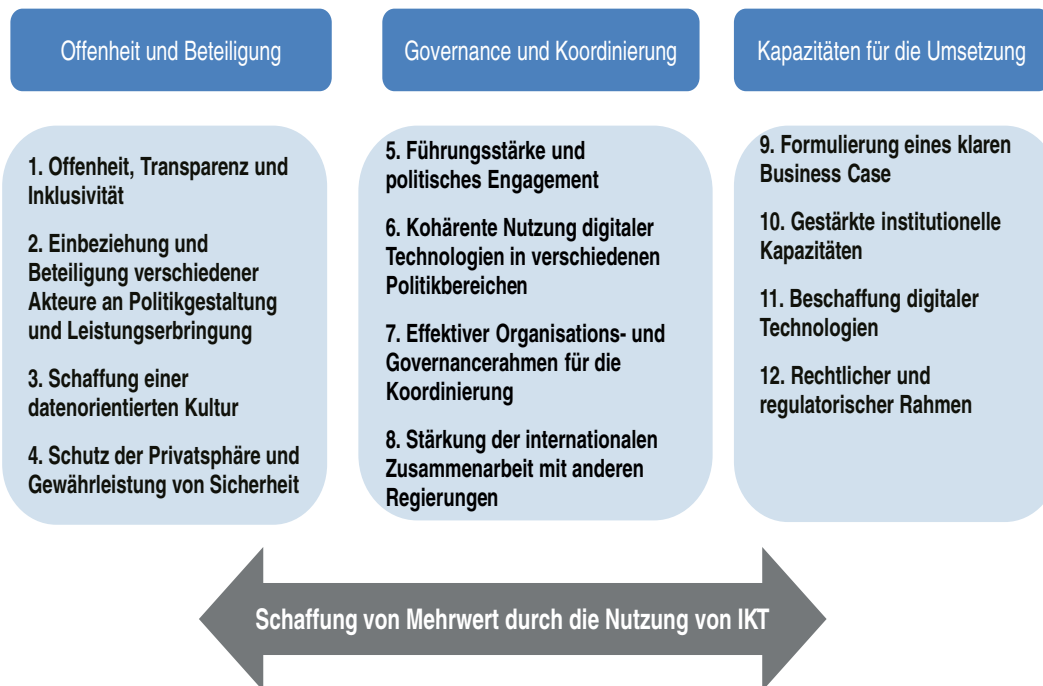 Offenheit und Beteiligung
1. Offenheit, Transparenz und
Inklusivität
2. Einbeziehung und
Beteiligung verschiedener
Akteure an Politikgestaltung
und Leistungserbringung
3. Schaffung einer
datenorientierten Kultur
4. Schutz der Privatsphäre und
Gewährleistung von Sicherheit
Governance und Koordinierung
5. Führungsstärke und
politisches Engagement
6. Kohärente Nutzung digitaler
Technologien in verschiedenen
Politikbereichen
7. Effektiver Organisations- und
Governancerahmen für die
Koordinierung
8. Stärkung der internationalen
Zusammenarbeit mit anderen
Regierungen
Kapazitäten für die Umsetzung
9. Formulierung eines klaren
Business Case
10. Gestärkte institutionelle
Kapazitäten
11. Beschaffung digitaler
Technologien
12. Rechtlicher und
regulatorischer Rahmen
Schaffung von Mehrwert durch die Nutzung von IKT